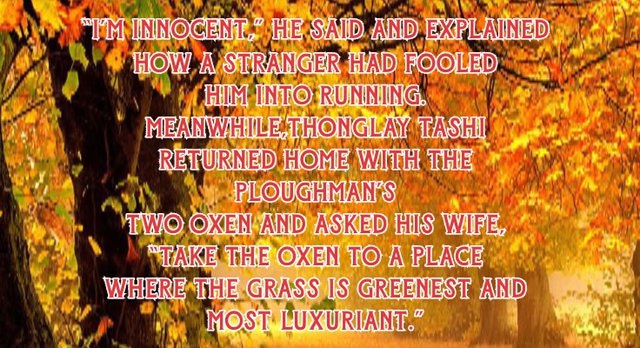 “I'M INNOCENT,” HE SAID AND EXPLAINED
HOW A STRANGER HAD FOOLED
HIM INTO RUNNING.
MEANWHILE,THONGLAY TASHI
RETURNED HOME WITH THE
PLOUGHMAN'S
TWO OXEN AND ASKED HIS WIFE,
“TAKE THE OXEN TO A PLACE
WHERE THE GRASS IS GREENEST AND
MOST LUXURIANT.”